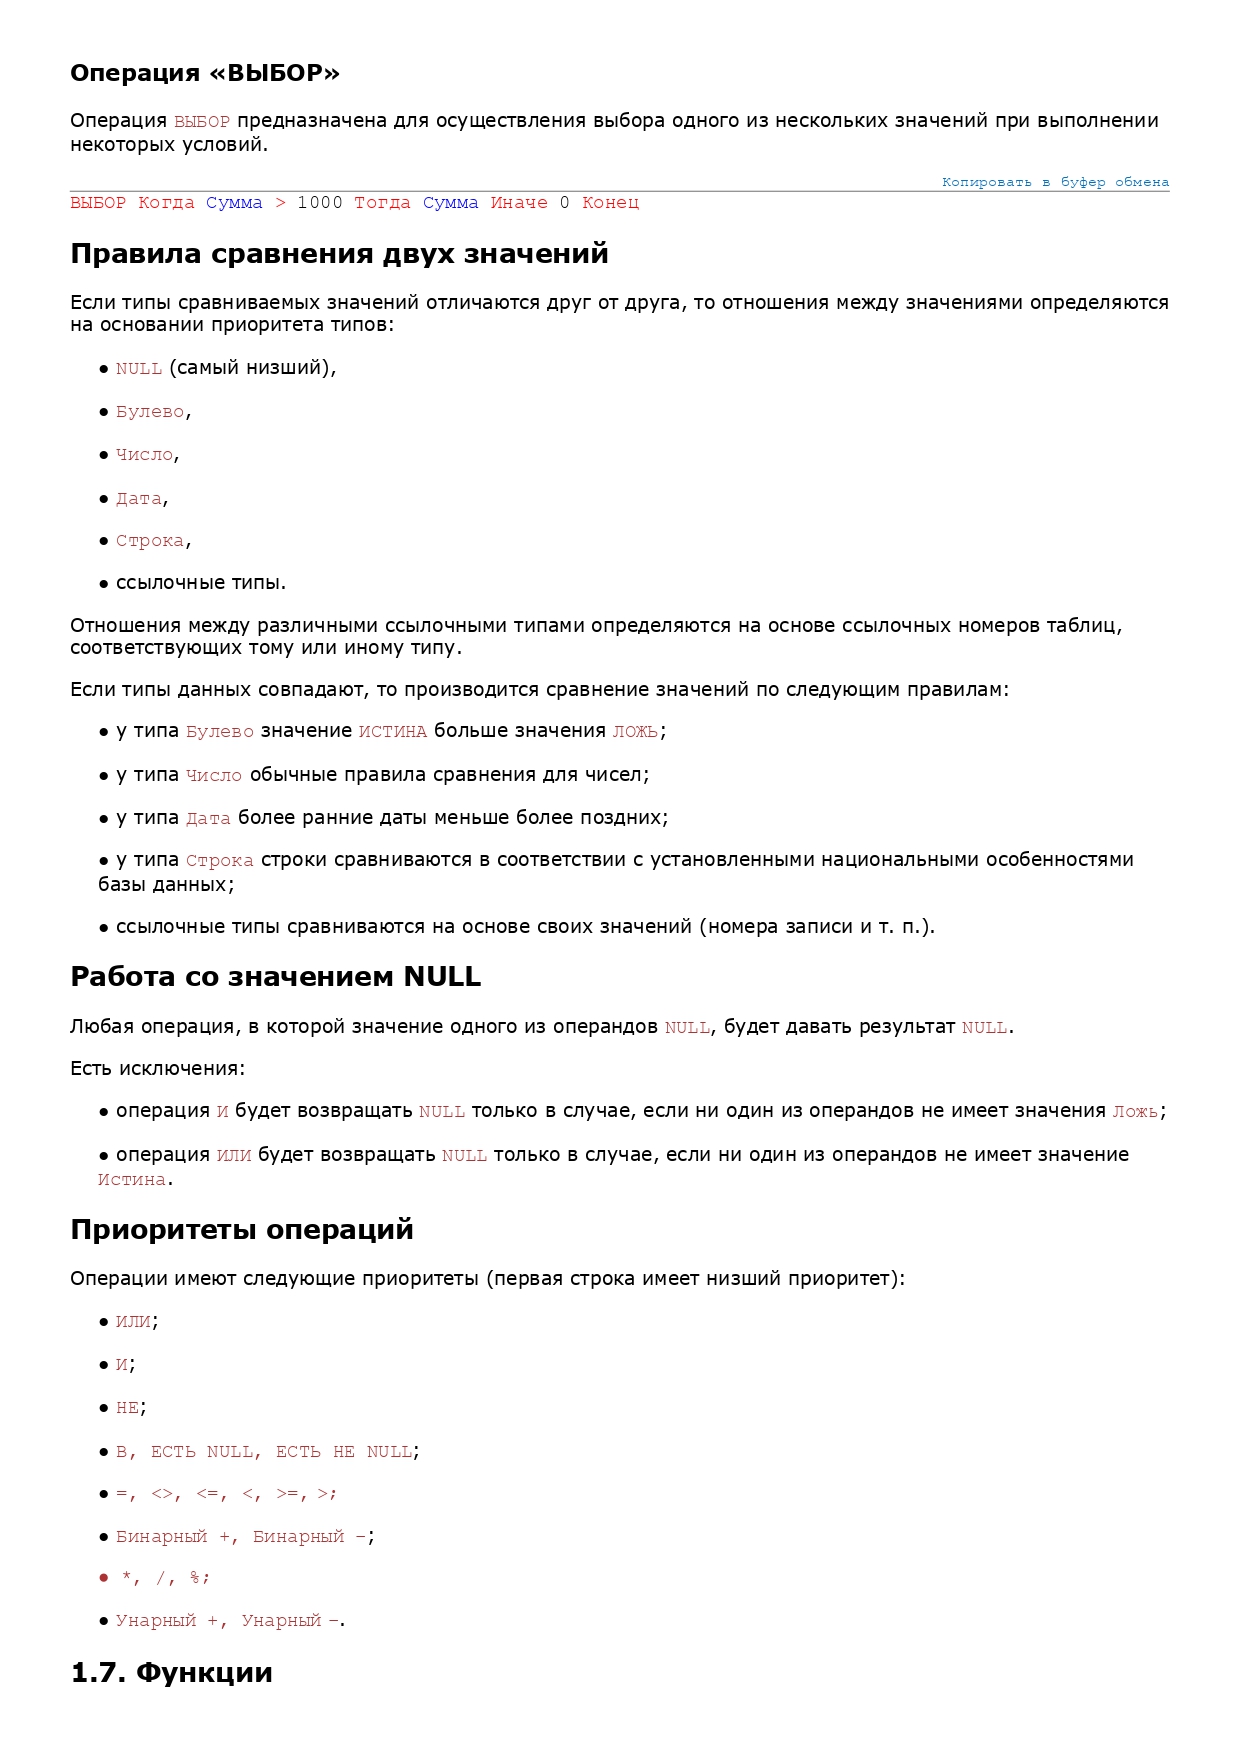 Операция «ВЫБОР»
Операция ВЫБОР предназначена для осуществления выбора одного из нескольких значений при выполнении
некоторых условий.
Копировать в буфер обмена
ВЫБОР Когда Сумма > 1000 Тогда Сумма Иначе 0 Конец
Правила сравнения двух значений
Если типы сравниваемых значений отличаются друг от друга, то отношения между значениями определяются
на основании приоритета типов:
● NULL (самый низший),
● Булево,
● Число,
● Дата,
● Строка,
● ссылочные типы.
Отношения между различными ссылочными типами определяются на основе ссылочных номеров таблиц,
соответствующих тому или иному типу.
Если типы данных совпадают, то производится сравнение значений по следующим правилам:
● у типа Булево значение ИСТИНА больше значения ЛОЖЬ;
● у типа Число обычные правила сравнения для чисел;
● у типа Дата более ранние даты меньше более поздних;
● у типа Строка строки сравниваются в соответствии с установленными национальными особенностями
базы данных;
● ссылочные типы сравниваются на основе своих значений (номера записи и т. п.).
Работа со значением NULL
Любая операция, в которой значение одного из операндов NULL, будет давать результат NULL.
Есть исключения:
● операция И будет возвращать NULL только в случае, если ни один из операндов не имеет значения Ложь;
● операция ИЛИ будет возвращать NULL только в случае, если ни один из операндов не имеет значение
Истина.
Приоритеты операций
Операции имеют следующие приоритеты (первая строка имеет низший приоритет):
● ИЛИ;
● И;
● НЕ;
● В, ЕСТЬ NULL, ЕСТЬ НЕ NULL;
● =, <>, <=, <, >=, >;
● Бинарный +, Бинарный –;
● *, /, %;
● Унарный +, Унарный –.
1.7. Функции